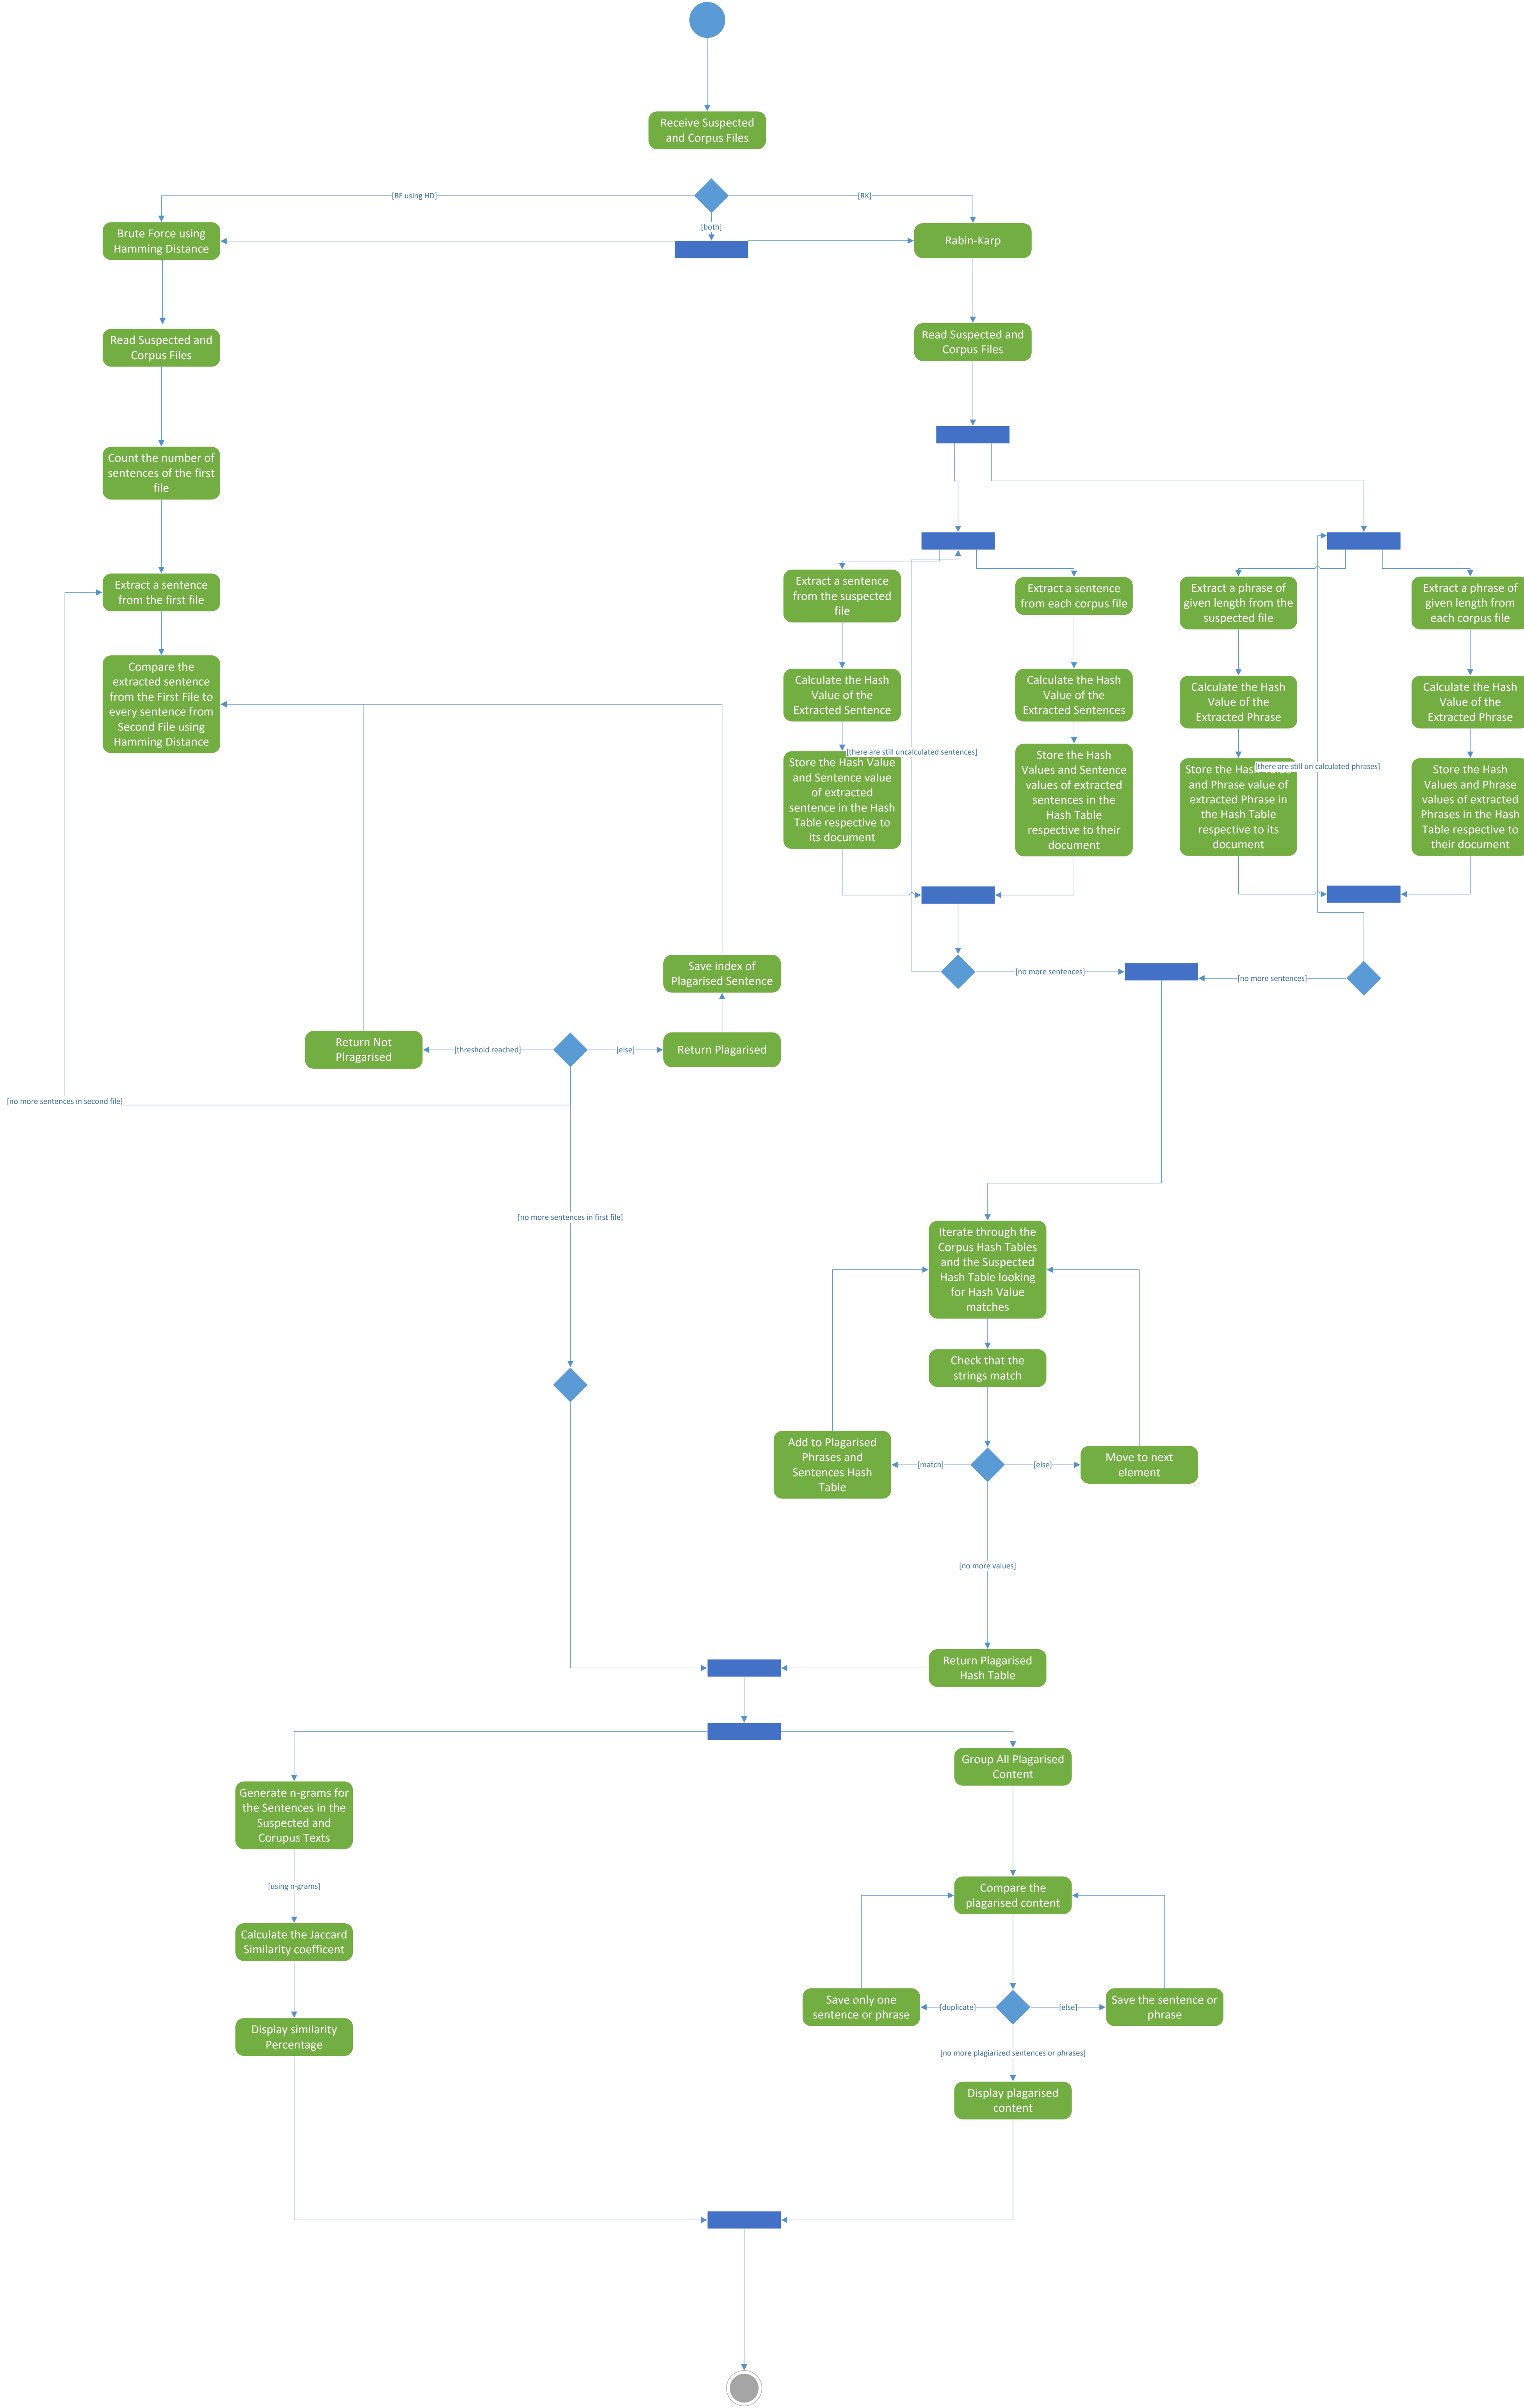 Receive Suspected
and Corpus Files
[BF using HD]
[RK]
[both]
Brute Force using
Hamming Distance
Rabin-Karp
Read Suspected and
Corpus Files
Read Suspected and
Corpus Files
Count the number of
sentences of the first
file
Extract a sentence
from the first file
Extract a sentence
from the suspected
file
Extract a sentence
from each corpus file
Extract a phrase of
given length from the
suspected file
Extract a phrase of
given length from
each corpus file
Compare the
extracted sentence
from the First File to
every sentence from
Second File using
Hamming Distance
Calculate the Hash
Value of the
Extracted Sentence
Calculate the Hash
Value of the
Extracted Sentences
Calculate the Hash
Value of the
Extracted Phrase
Calculate the Hash
Value of the
Extracted Phrase
[there are still uncalculated sentences]
Store the Hash Value
and Sentence value
of extracted
sentence in the Hash
Table respective to
its document
Store the Hash
Values and Sentence
values of extracted
sentences in the
Hash Table
respective to their
document
[there are still un calculated phrases]
Store the Hash Value
and Phrase value of
extracted Phrase in
the Hash Table
respective to its
document
Store the Hash
Values and Phrase
values of extracted
Phrases in the Hash
Table respective to
their document
Save index of
Plagarised Sentence
[no more sentences]
[no more sentences]
Return Not
Plragarised
[threshold reached]
[else]
Return Plagarised
[no more sentences in second file]
[no more sentences in first file]
Iterate through the
Corpus Hash Tables
and the Suspected
Hash Table looking
for Hash Value
matches
Check that the
strings match
Add to Plagarised
Phrases and
Sentences Hash
Table
[match]
[else]
Move to next
element
[no more values]
Return Plagarised
Hash Table
Group All Plagarised
Content
Generate n-grams for
the Sentences in the
Suspected and
Corupus Texts
[using n-grams]
Compare the
plagarised content
Calculate the Jaccard
Similarity coefficent
Save only one
sentence or phrase
[duplicate]
[else]
Save the sentence or
phrase
Display similarity
Percentage
[no more plagiarized sentences or phrases]
Display plagarised
content